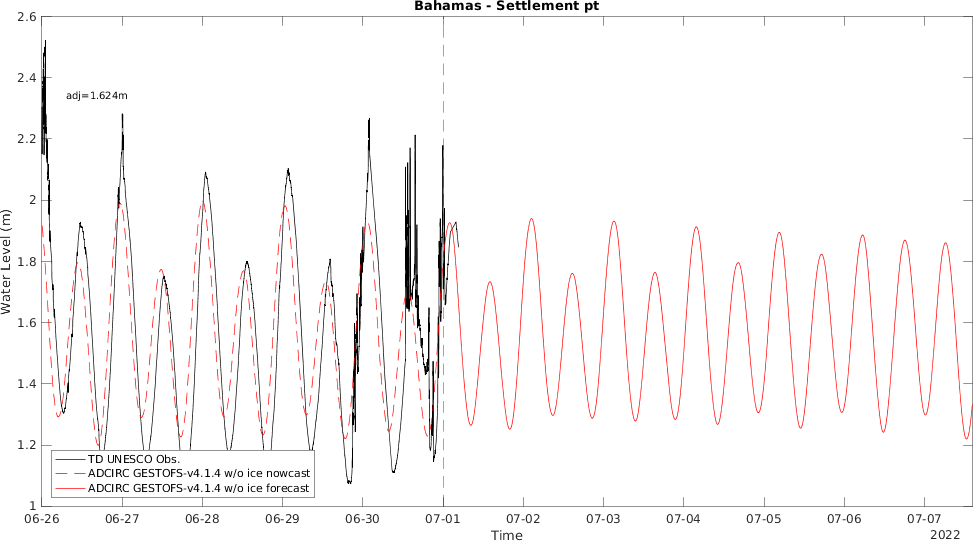 Bahamas - Settlement pt
2.6
2.4
2.2
2
1.8
1.6
1.4
1.2
1
Water Level (m)
adj=1.624m
TD UNESCO Obs.
ADCIRC GESTOFS-v4.1.4 w/o ice nowcast
ADCIRC GESTOFS-v4.1.4 w/o ice forecast
06-26 06-27 06-28 06-29 06-30 07-01 07-02 07-03 07-04 07-05 07-06 07-07
2022
Time